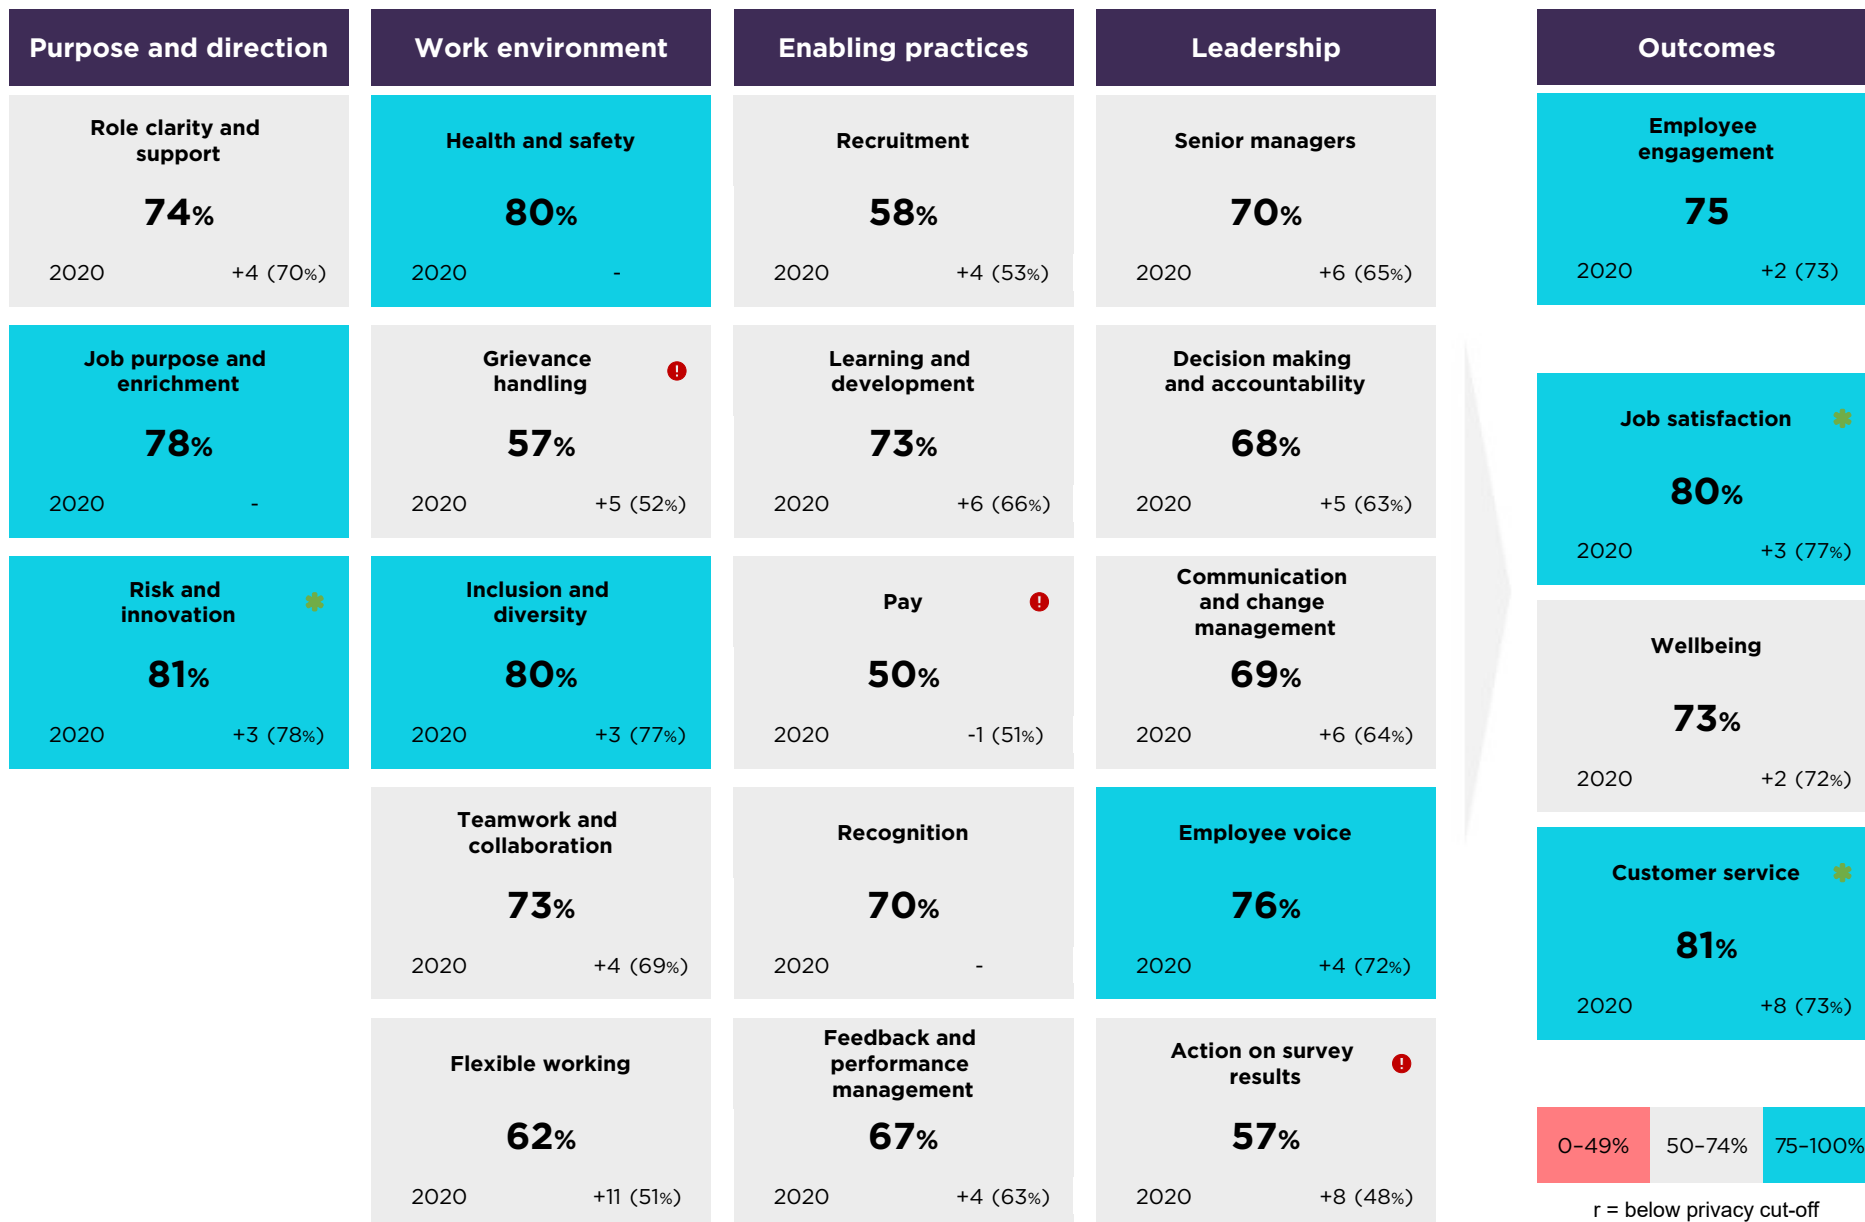 Purpose and direction
Role clarity and
support
74%
2020 +4 (70%)
Job purpose and
enrichment
78%
2020 -
Risk and
innovation
81%
2020 +3 (78%)
Work environment
Health and safety
80%
2020 -
Grievance
handling
57%
2020 +5 (52%)
Inclusion and
diversity
80%
2020 +3 (77%)
Teamwork and
collaboration
73%
2020 +4 (69%)
Flexible working
62%
2020 +11 (51%)
Enabling practices
Recruitment
58%
2020 +4 (53%)
Learning and
development
73%
2020 +6 (66%)
Pay
50%
2020 -1 (51%)
Recognition
70%
2020 -
Feedback and
performance
management
67%
2020 +4 (63%)
Leadership
Senior managers
70%
2020 +6 (65%)
Decision making
and accountability
68%
2020 +5 (63%)
Communication
and change
management
69%
2020 +6 (64%)
Employee voice
76%
2020 +4 (72%)
Action on survey
results
57%
2020 +8 (48%)
Outcomes
Employee
engagement
75
2020 +2 (73)
Job satisfaction
80%
2020 +3 (77%)
Wellbeing
73%
2020 +2 (72%)
Customer service
81%
2020 +8 (73%)
0–49% 50–74% 75–100%
r = below privacy cut-off